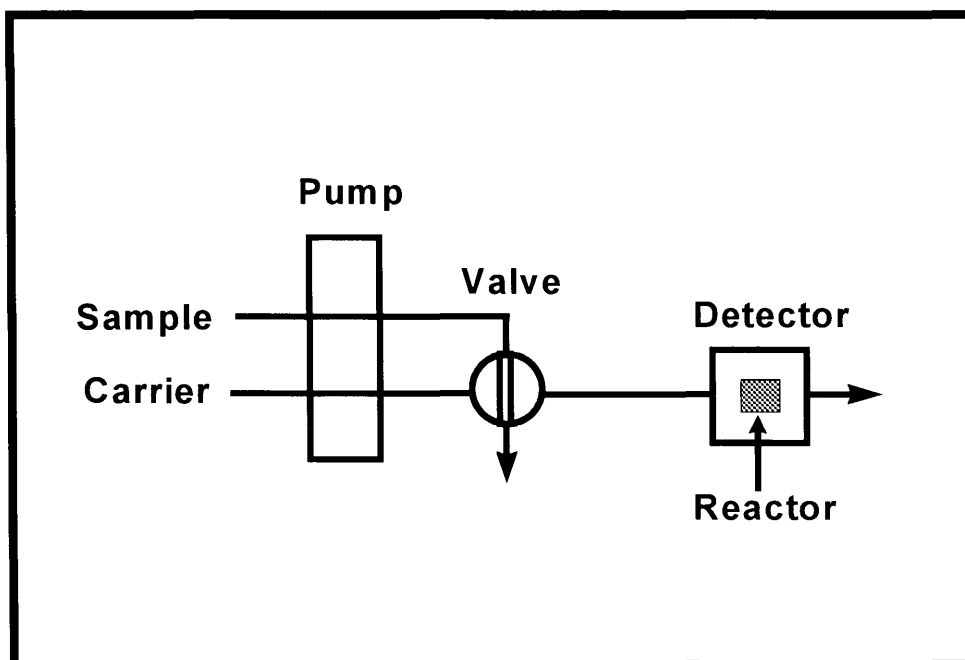 Pump
Valve
Sample
Detector
Carrier
Reactor